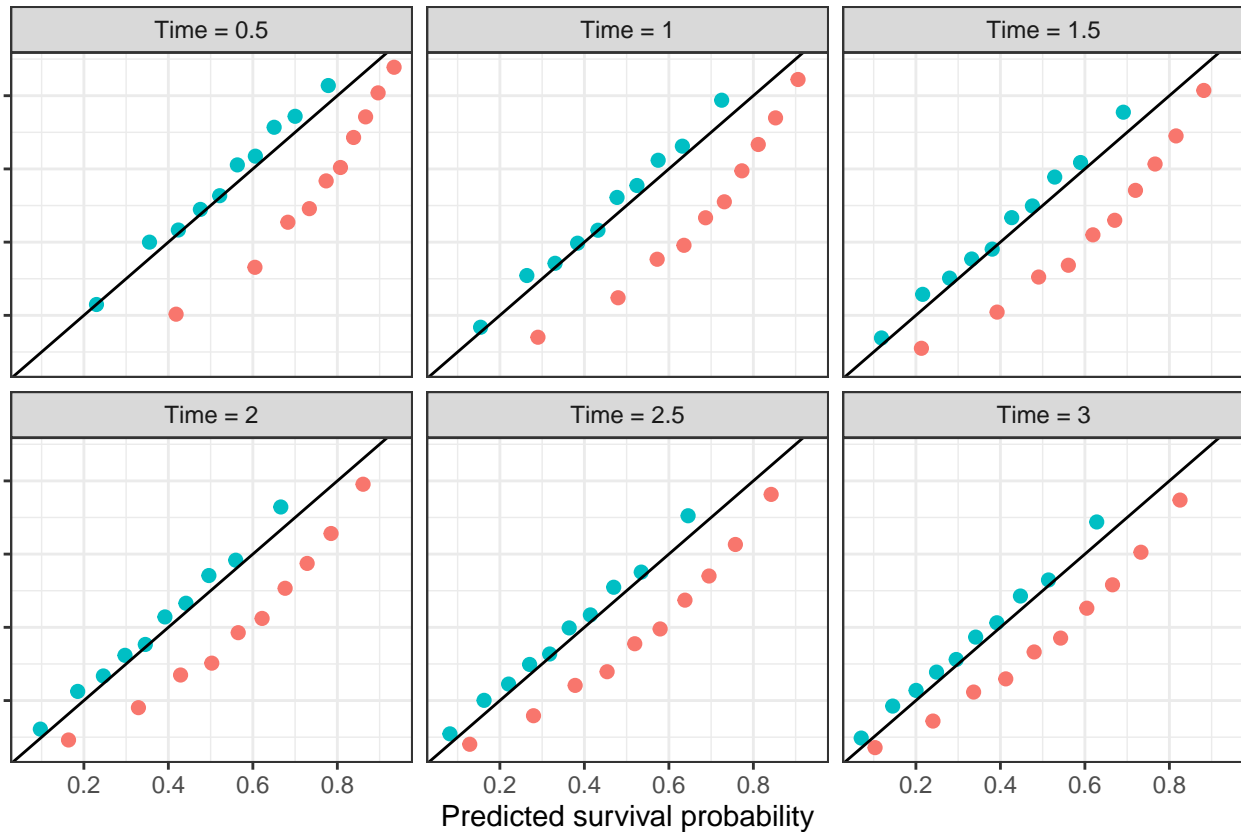 Time = 0.5
Time = 1
Time = 1.5
Time = 2
Time = 2.5
Time = 3
0.2 0.4 0.6 0.8
0.2 0.4 0.6 0.8
0.2 0.4 0.6 0.8
Predicted survival probability